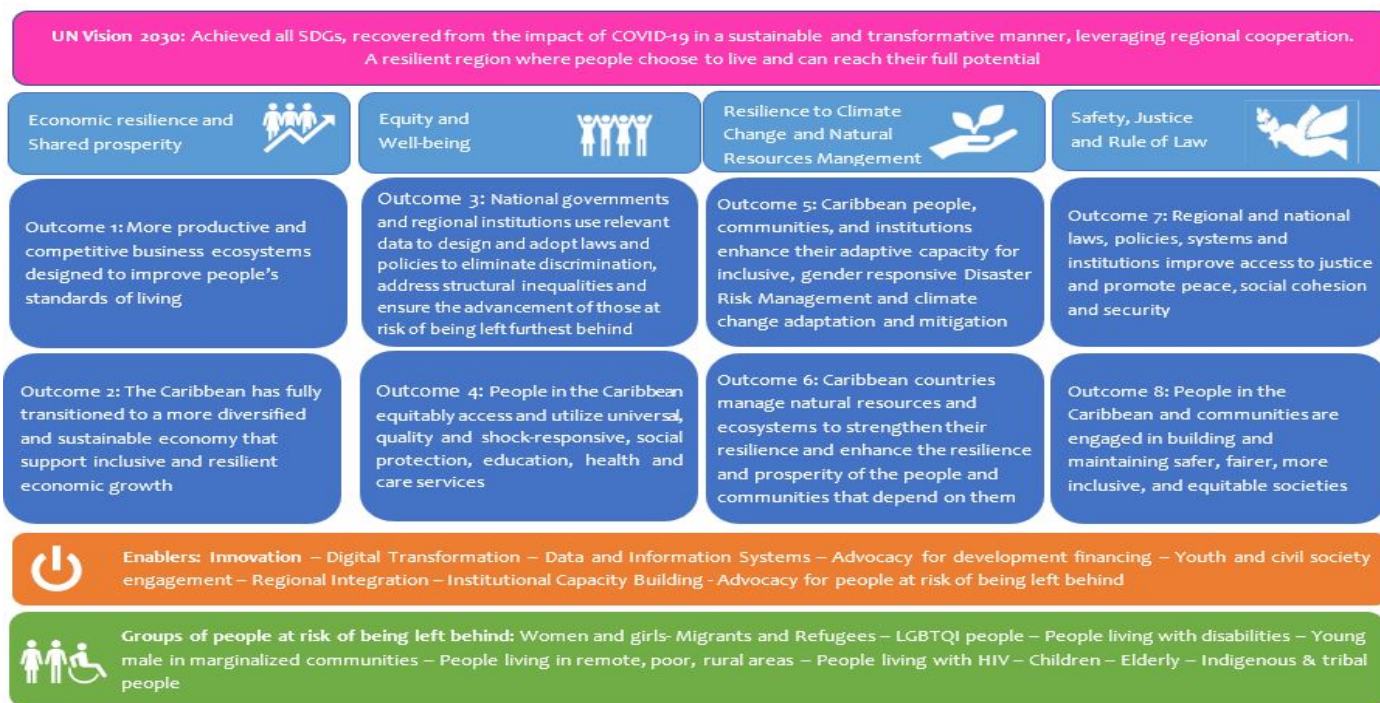 UN Vision 2030: Achieved all SDGs, recovered from the impact of COVID-19 in a sustainable and transformative manner, leveraging regional cooperation.
A resilient region where people choose to live and can reach their full potential
Economic resilience and
Shared prosperity
Equity and
Well-being
Resilience to Climate
Change and Natural
Resources Mangement
Safety, Justice
and Rule of Law
Outcome 1: More productive and
competitive business ecosystems
designed to improve people's
standards of living
Outcome 3: National governments
and regional institutions use relevant
data to design and adopt laws and
policies to eliminate discrimination,
address structural inequalities and
ensure the advancement of those at
risk of being left furthest behind
Outcome 5: Caribbean people,
communities, and institutions
enhance their adaptive capacity for
inclusive, gender responsive Disaster
Risk Management and climate
change adaptation and mitigation
Outcome 7: Regional and national
laws, policies, systems and
institutions improve access to justice
and promote peace, social cohesion
and security
Outcome 2: The Caribbean has fully
transitioned to a more diversified
and sustainable economy that
support inclusive and resilient
economic growth
Outcome 4: People in the Caribbean
equitably access and utilize universal,
quality and shock-responsive, social
protection, education, health and
care services
Outcome 6: Caribbean countries
manage natural resources and
ecosystems to strengthen their
resilience and enhance the resilience
and prosperity of the people and
communities that depend on them
Outcome 8: People in the
Caribbean and communities are
engaged in building and
maintaining safer, fairer, more
inclusive, and equitable societies
Enablers: Innovation – Digital Transformation – Data and Information Systems – Advocacy for development financing – Youth and civil society
engagement – Regional Integration – Institutional Capacity Building - Advocacy for people at risk of being left behind
Groups of people at risk of being left behind: Women and girls- Migrants and Refugees – LGBTQI people – People living with disabilities – Young
male in marginalized communities – People living in remote, poor, rural areas – People living with HIV – Children – Elderly – Indigenous & tribal
people